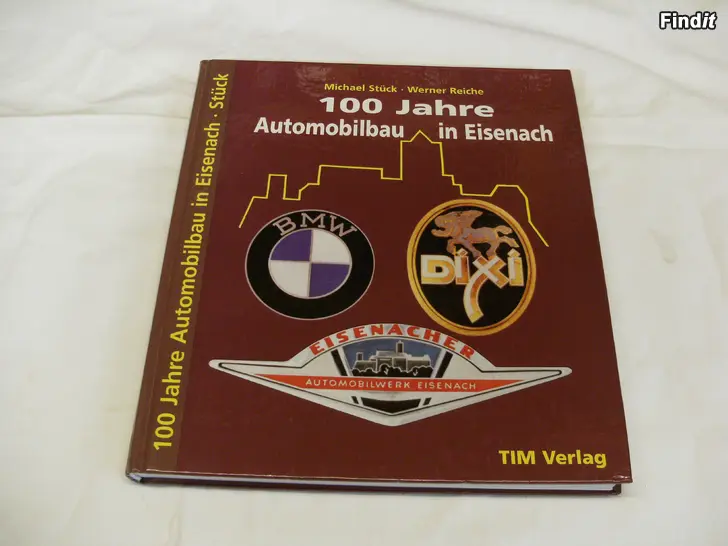 Findit
Michael Stück · Werner Reiche
100 Jahre
Automobilbau in Eisenach
BMW
DIXI
EISENACHER
AUTOMOBILWERK EISENACH
TIM Verlag
100 Jahre Automobilbau in Eisenach · Stück